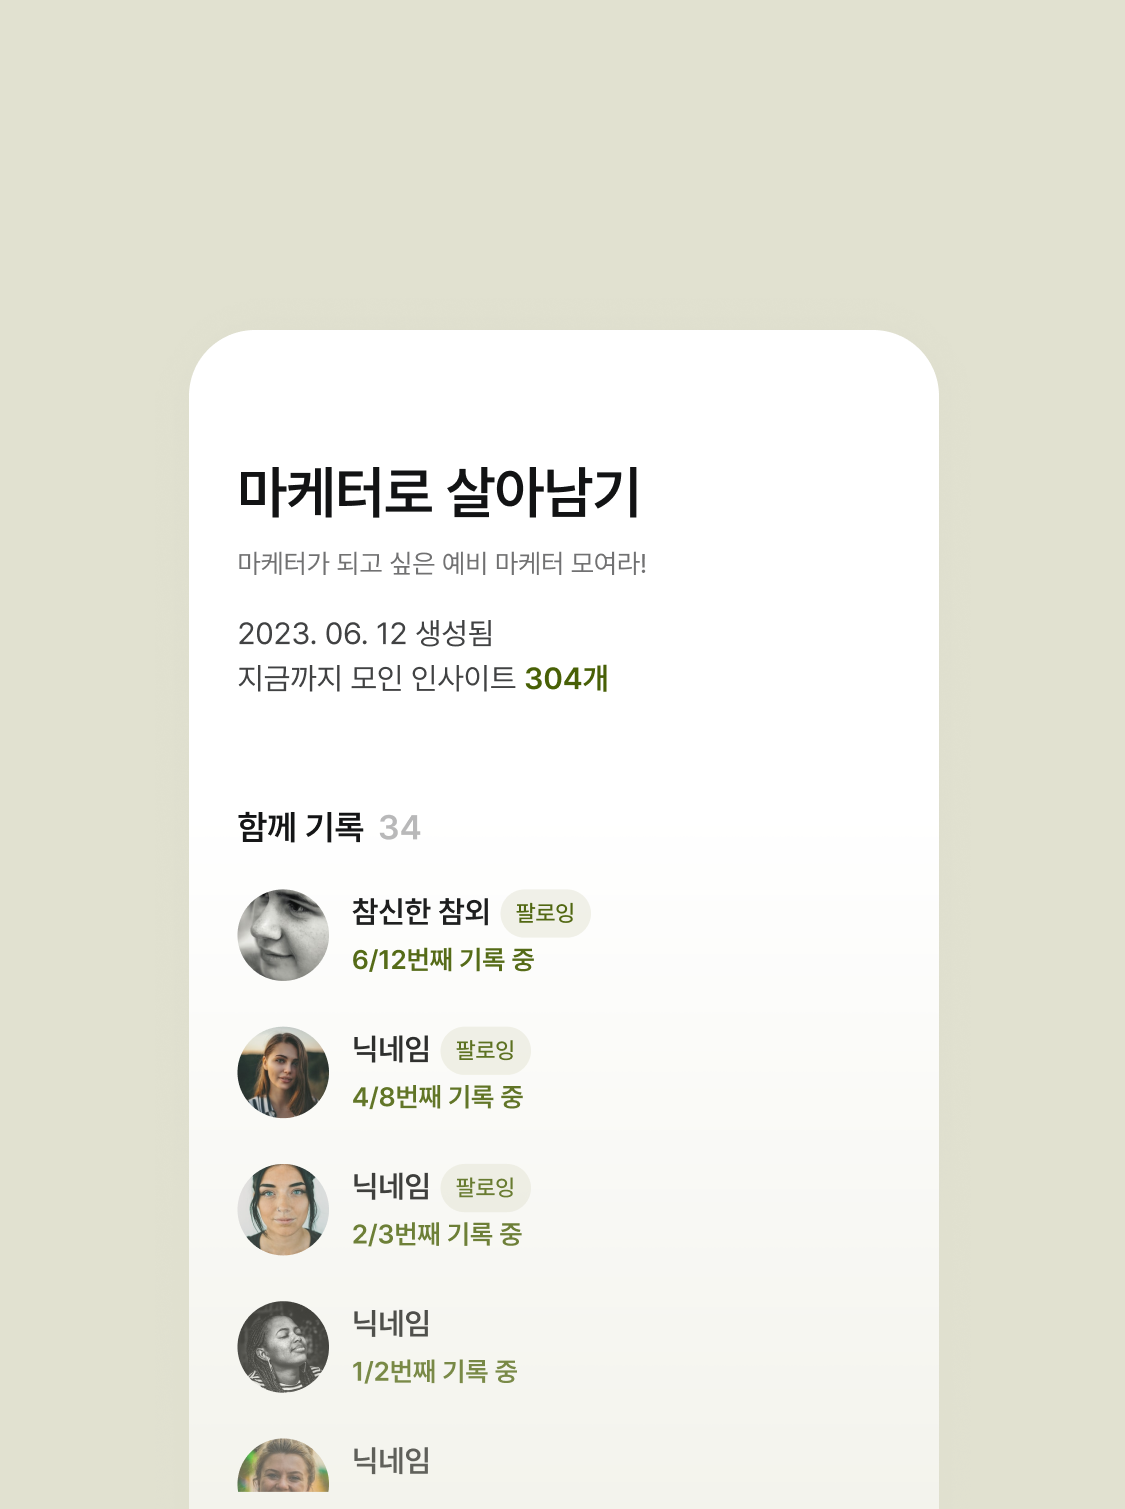 마케터로 살아남기
마케터가 되고 싶은 예비 마케터 모여라!
2023. 06. 12 생성됨
지금까지 모인 인사이트 304개
함께 기록 34
참신한 참외 팔로잉
6/12번째 기록 중
닉네임 팔로잉
4/8번째 기록 중
닉네임 팔로잉
2/3번째 기록 중
닉네임
1/2번째 기록 중
닉네임